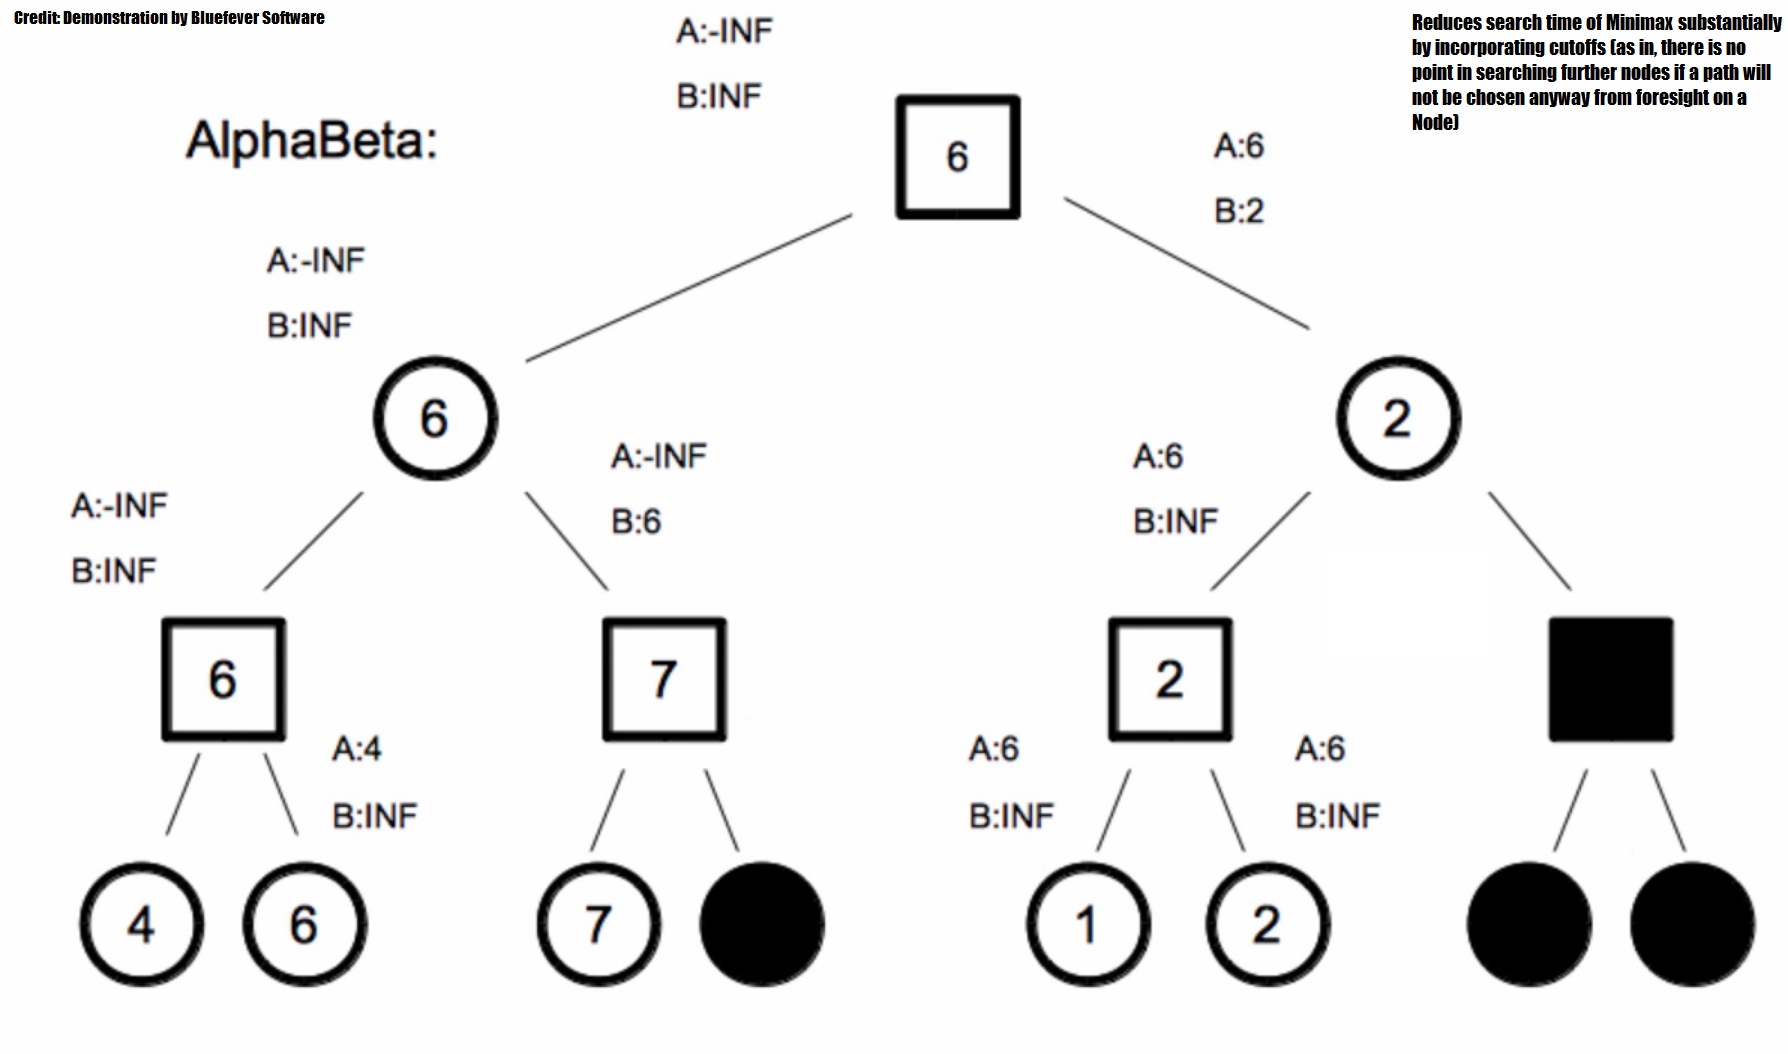 Credit: Demonstration by Bluefever Software
A:-INF
B:INF
Reduces search time of Minimax substantially
by incorporating cutoffs (as in, there is no
point in searching further nodes if a path will
not be chosen anyway from foresight on a
Node)
AlphaBeta:
6
A:6
B:2
A:-INF
B:INF
6
2
A:-INF
B:6
A:6
B:INF
A:-INF
B:INF
6
7
2
A:4
B:INF
A:6
B:INF
A:6
B:INF
4
6
7
1
2